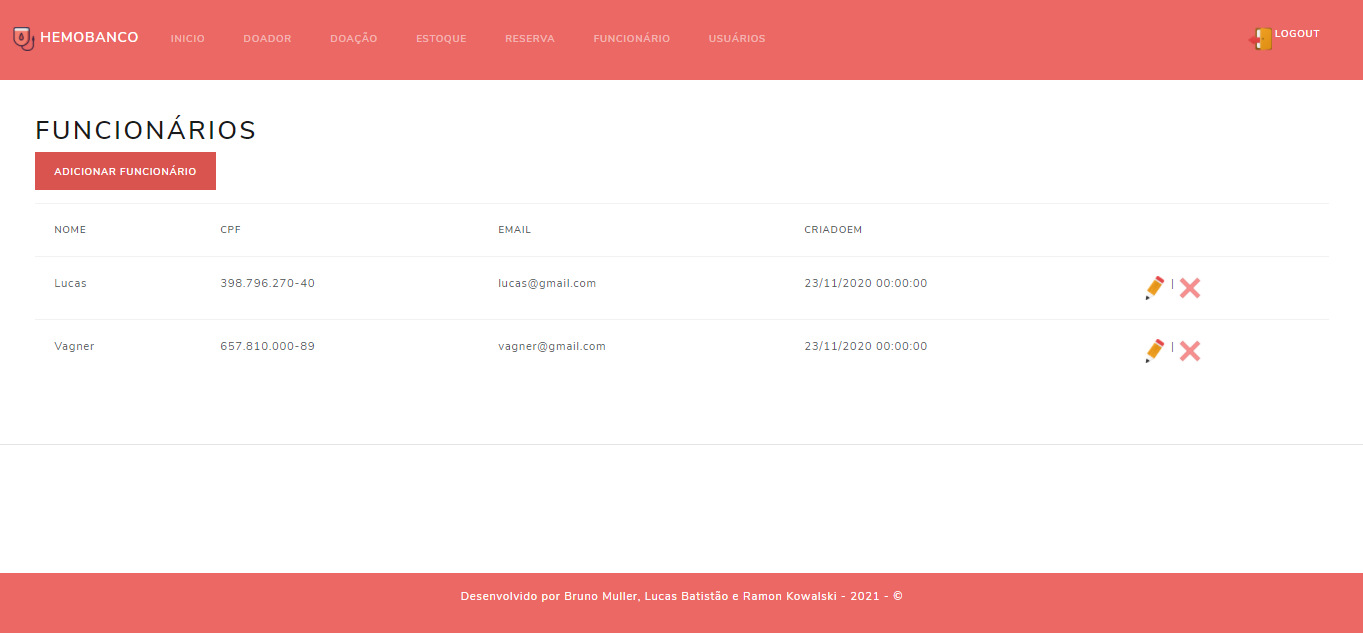 HEMOBANCO INICIO DOADOR DOAÇÃO ESTOQUE RESERVA FUNCIONÁRIO USUÁRIOS LOGOUT
FUNCIONÁRIOS
ADICIONAR FUNCIONÁRIO
NOME CPF EMAIL CRIADOEM
Lucas 398.796.270-40 lucas@gmail.com 23/11/2020 00:00:00 |
Vagner 657.810.000-89 vagner@gmail.com 23/11/2020 00:00:00 |
Desenvolvido por Bruno Muller, Lucas Batistão e Ramon Kowalski - 2021 - ©